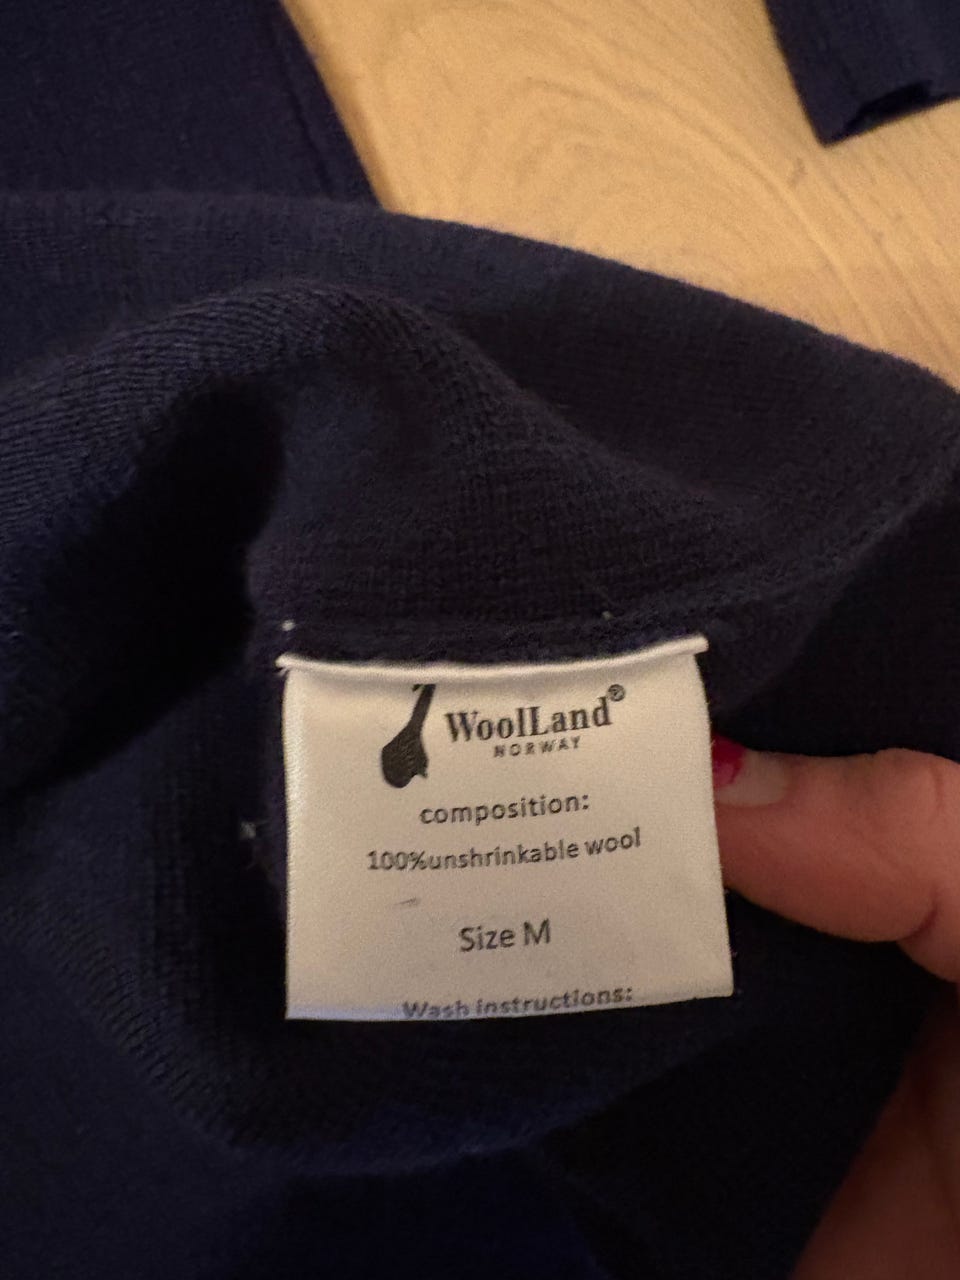 WoolLand®
NORWAY
composition:
100%unshrinkable wool
Size M
Wash instructions: